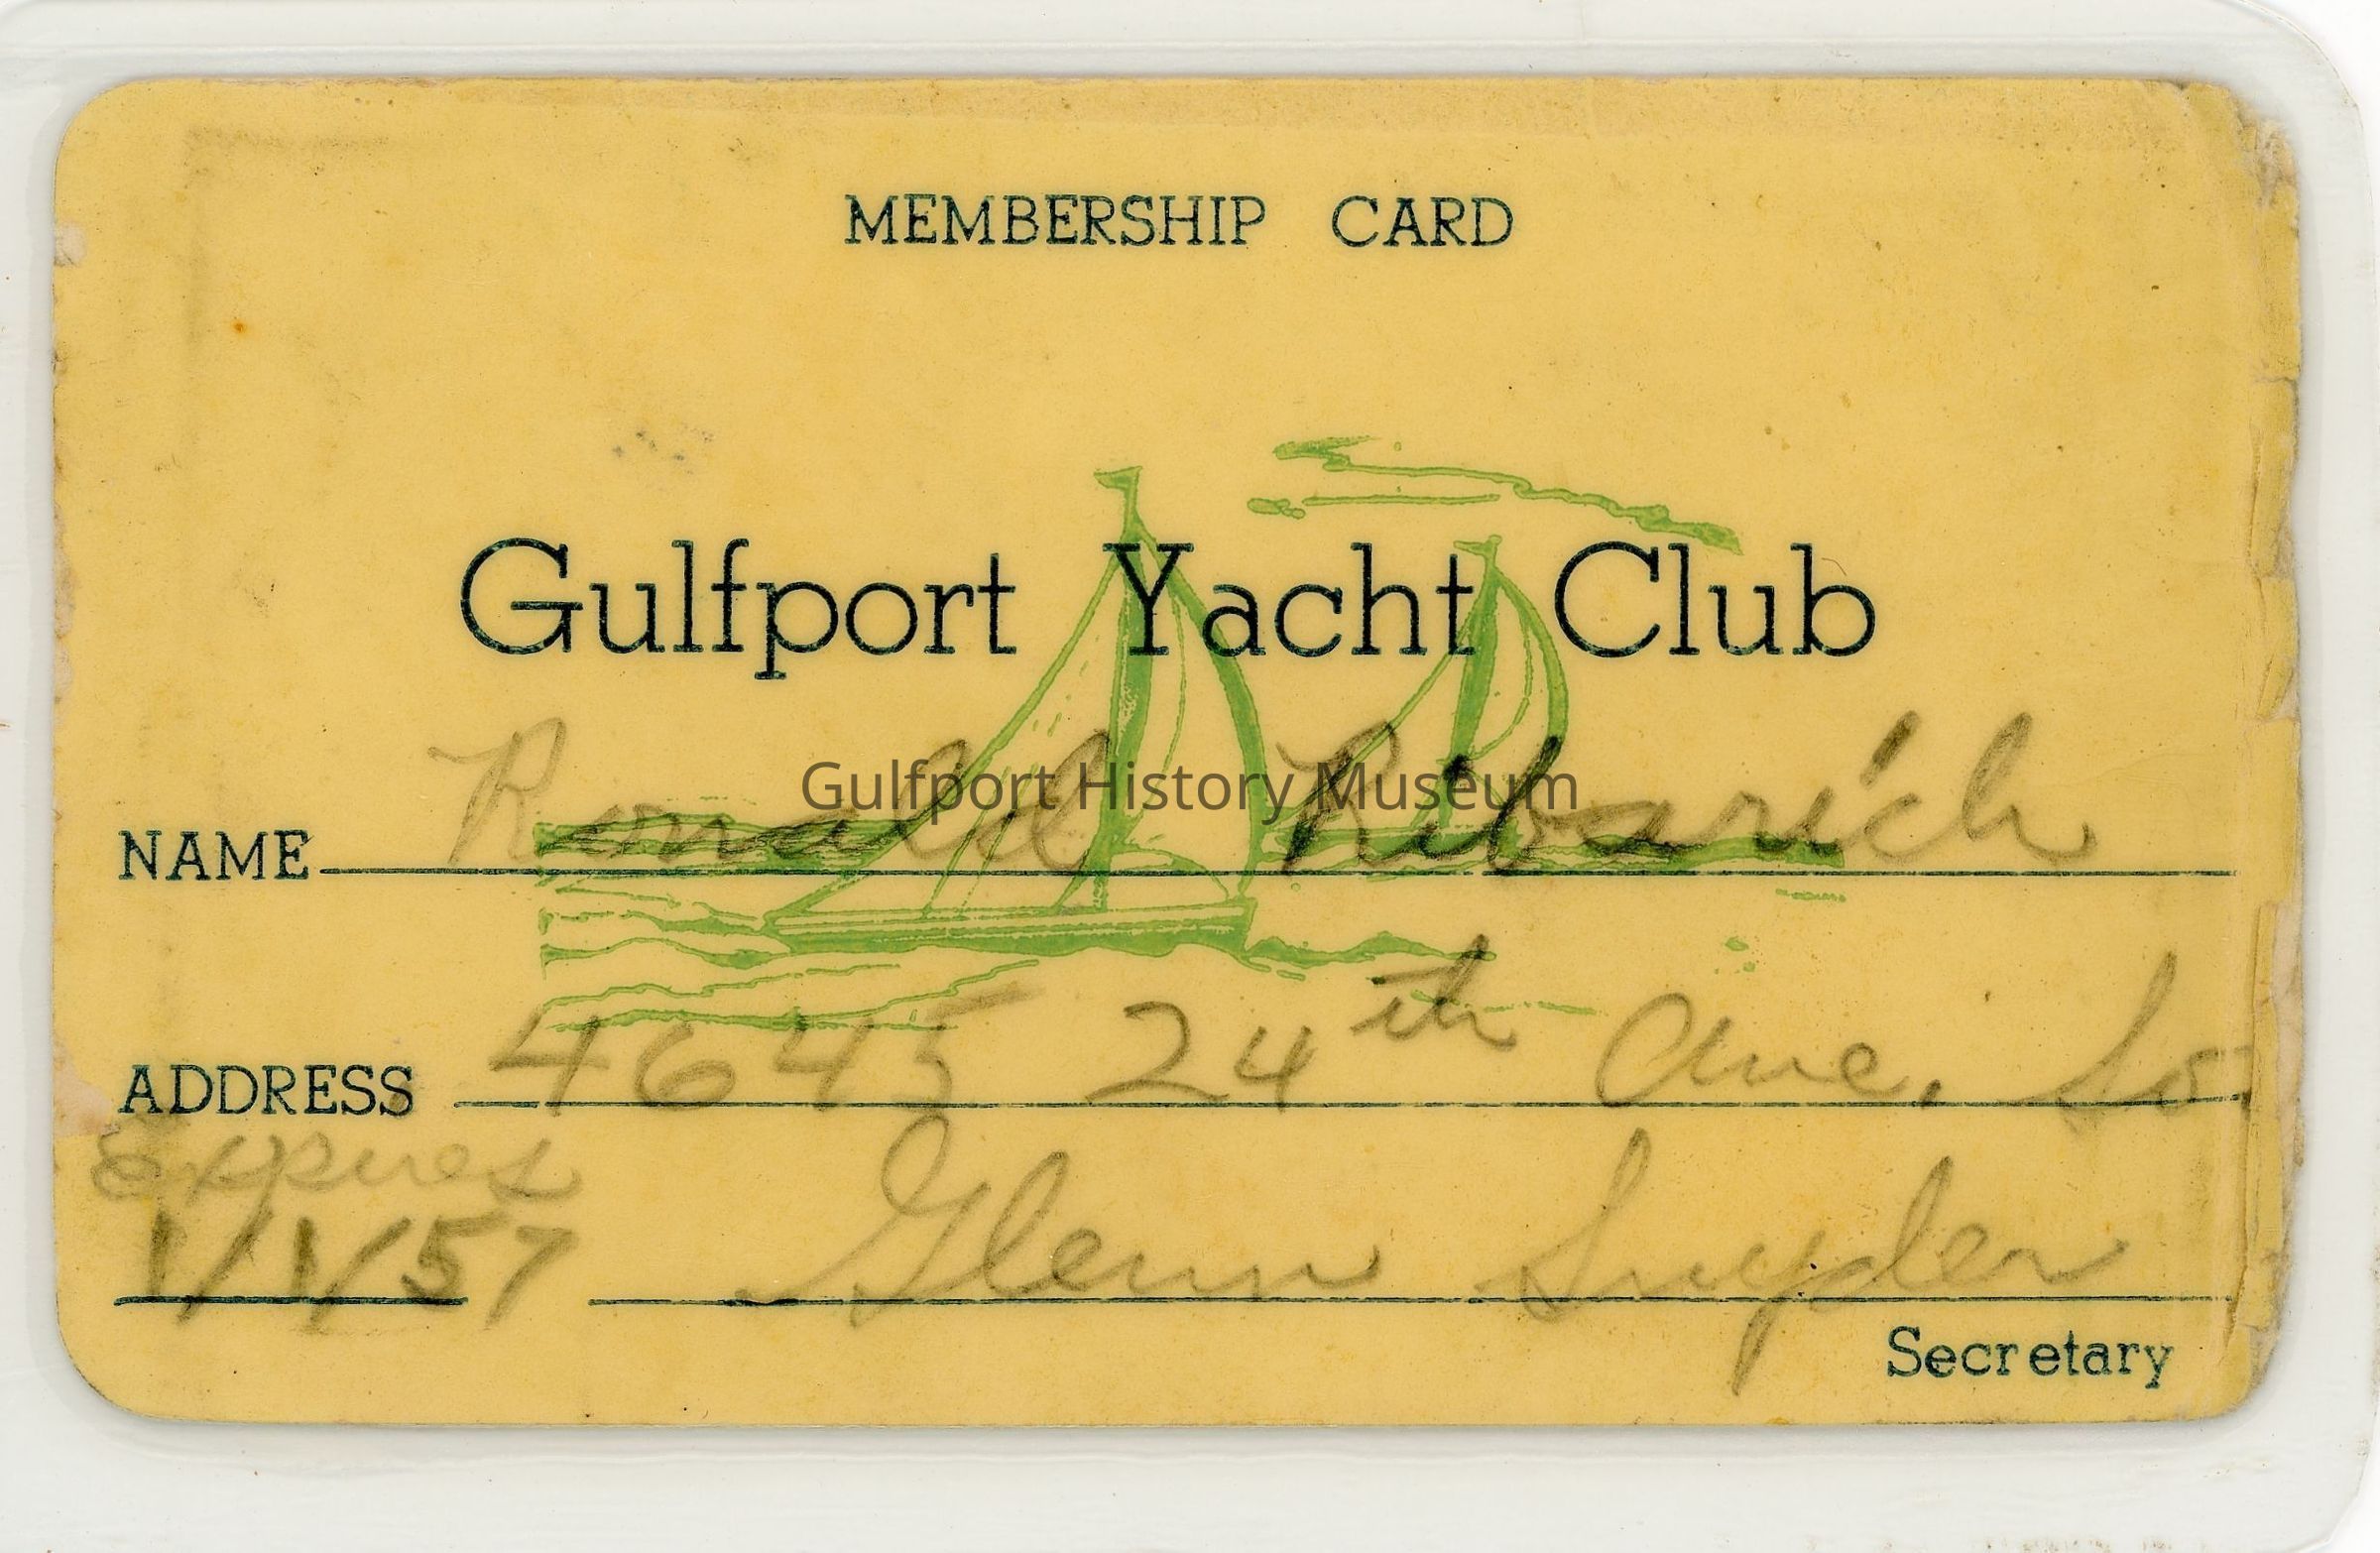 MEMBERSHIP CARD
Gulfport Yacht Club
Gulfport History Museum
NAME Ronald Ribarich
ADDRESS 4645 24th Ave. So.
Expires
1/1/57 Glenn Snyder
Secretary